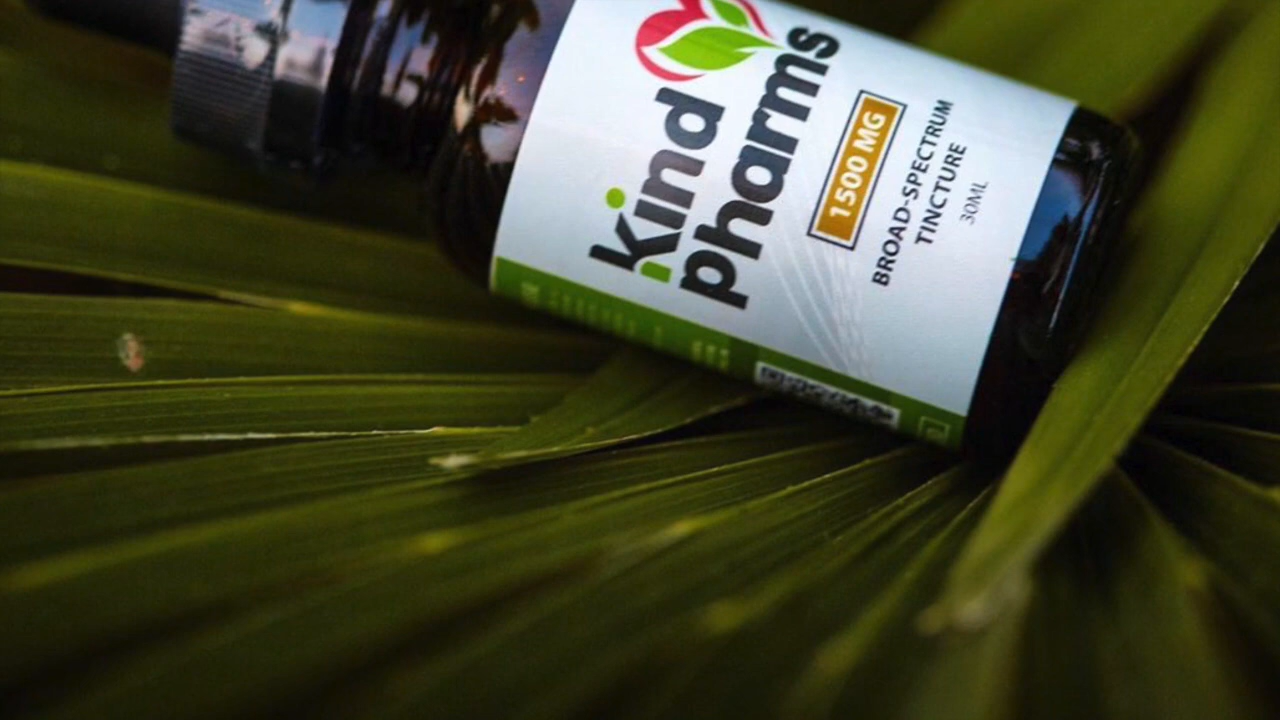 kind
pharms
1500 MG
BROAD-SPECTRUM
TINCTURE
30ML